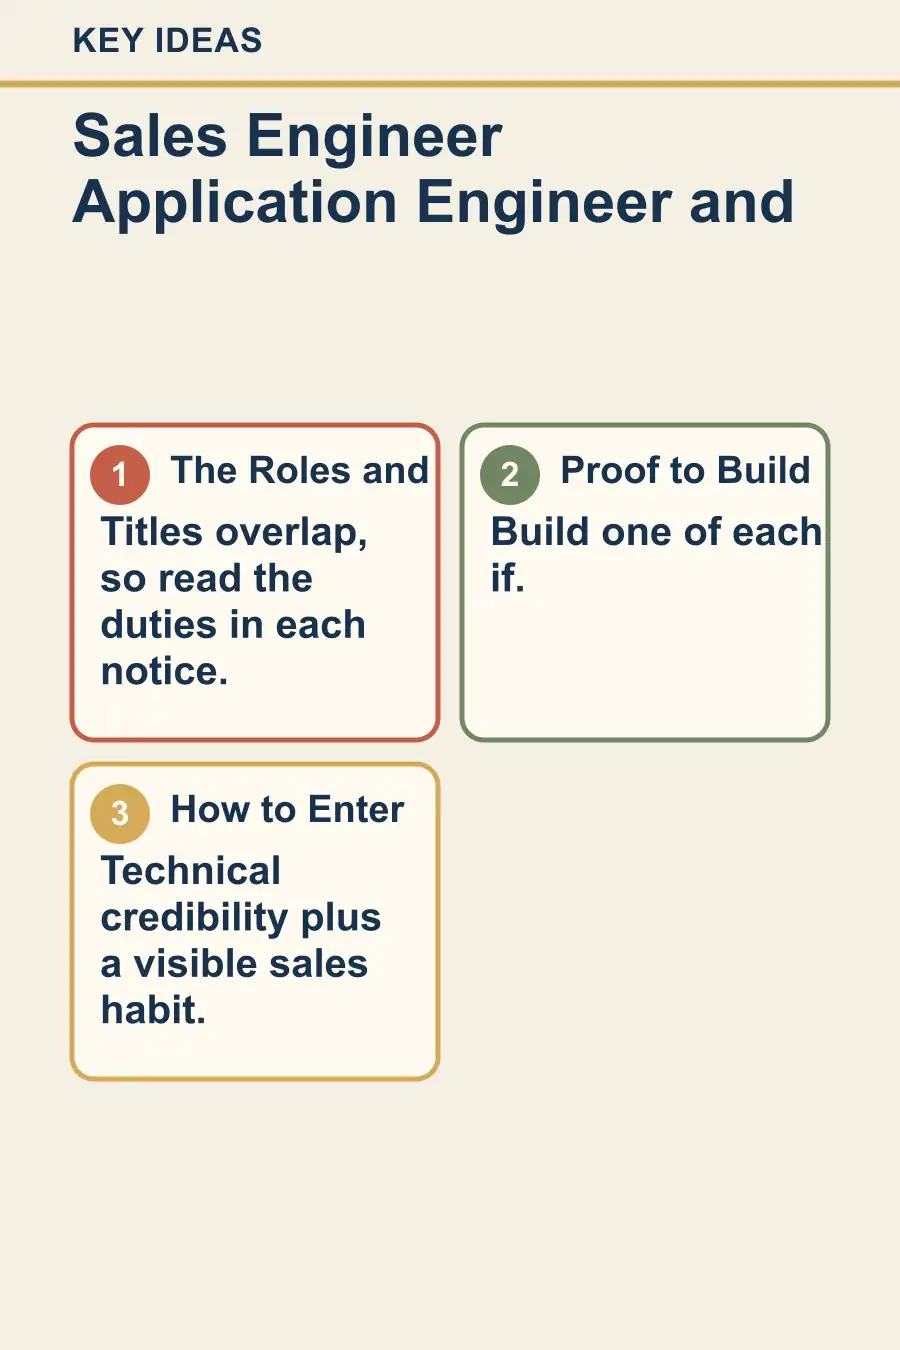 KEY IDEAS
Sales Engineer
Application Engineer and
1 The Roles and
Titles overlap,
so read the
duties in each
notice.
2 Proof to Build
Build one of each
if.
3 How to Enter
Technical
credibility plus
a visible sales
habit.